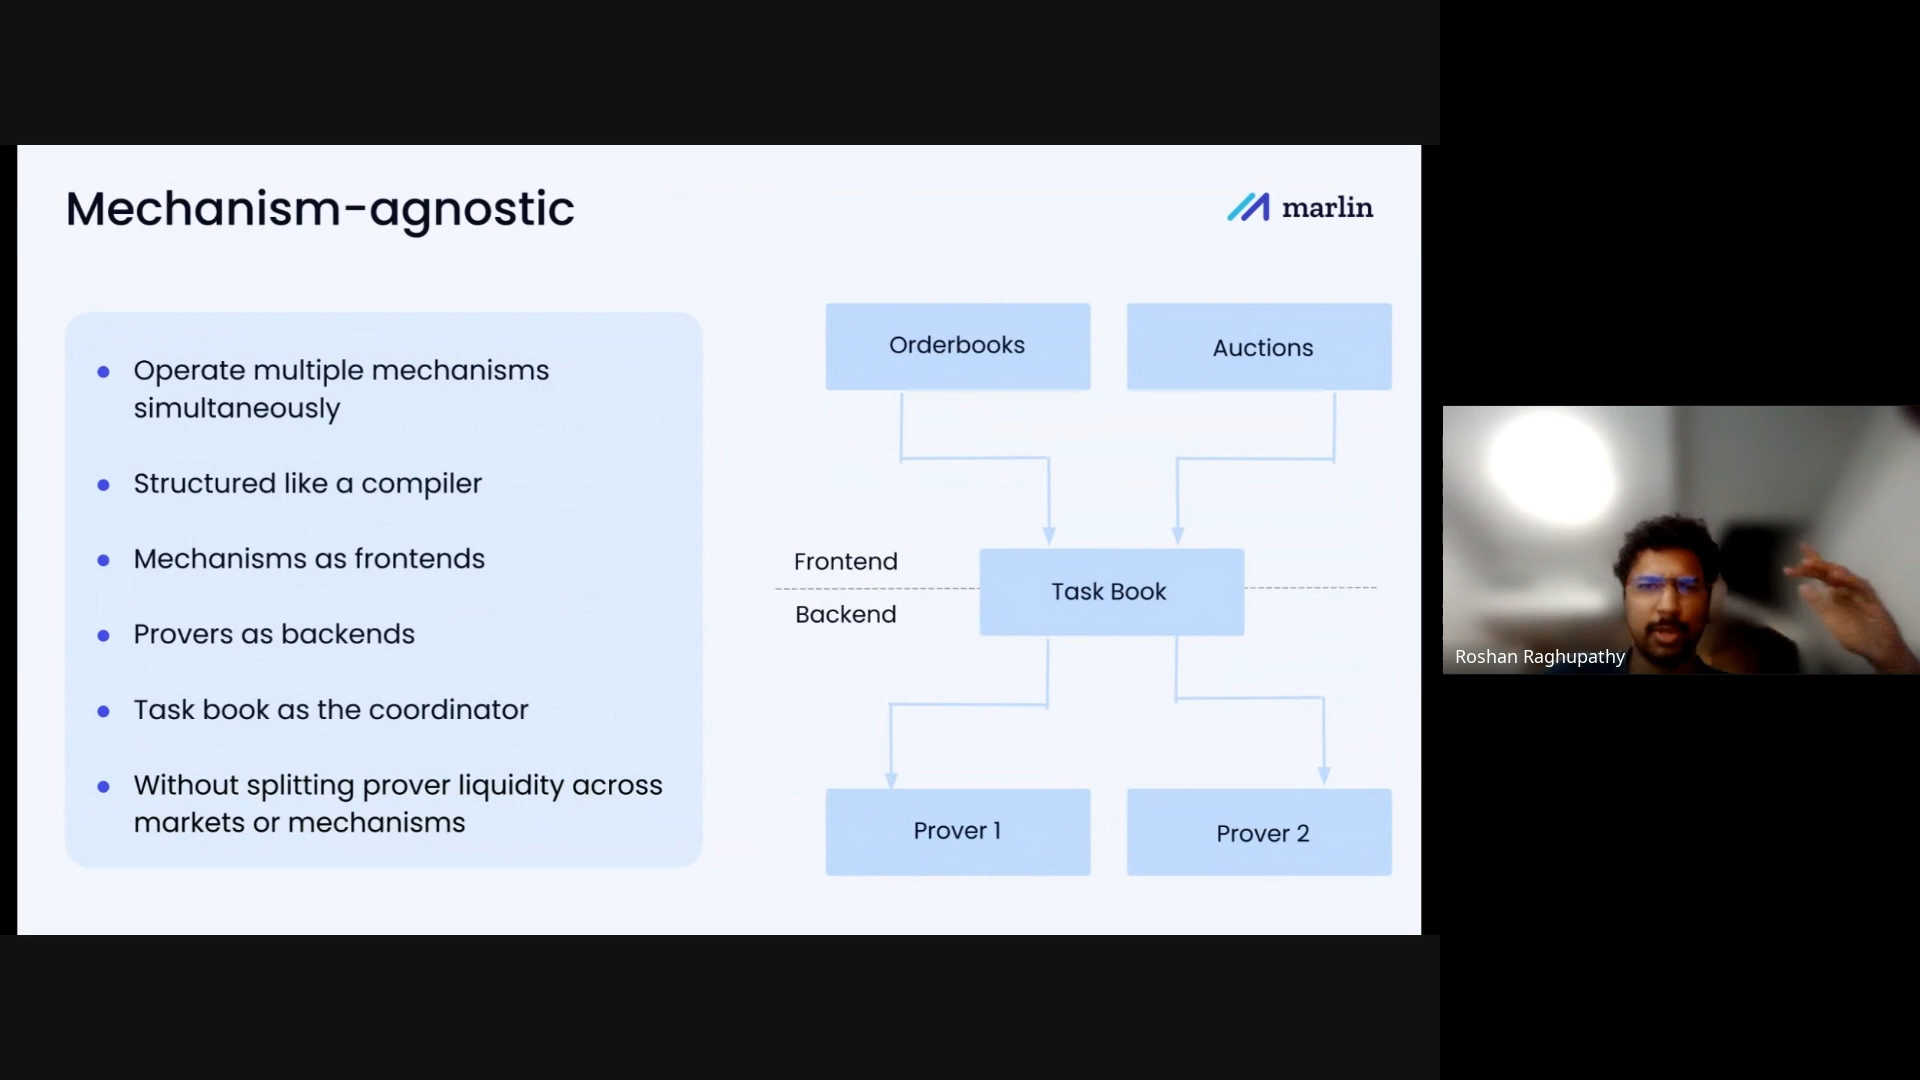 Mechanism-agnostic
marlin
Operate multiple mechanisms
simultaneously
Structured like a compiler
Mechanisms as frontends
Provers as backends
Task book as the coordinator
Without splitting prover liquidity across
markets or mechanisms
Orderbooks
Auctions
Frontend
Task Book
Backend
Prover 1
Prover 2
Roshan Raghupathy